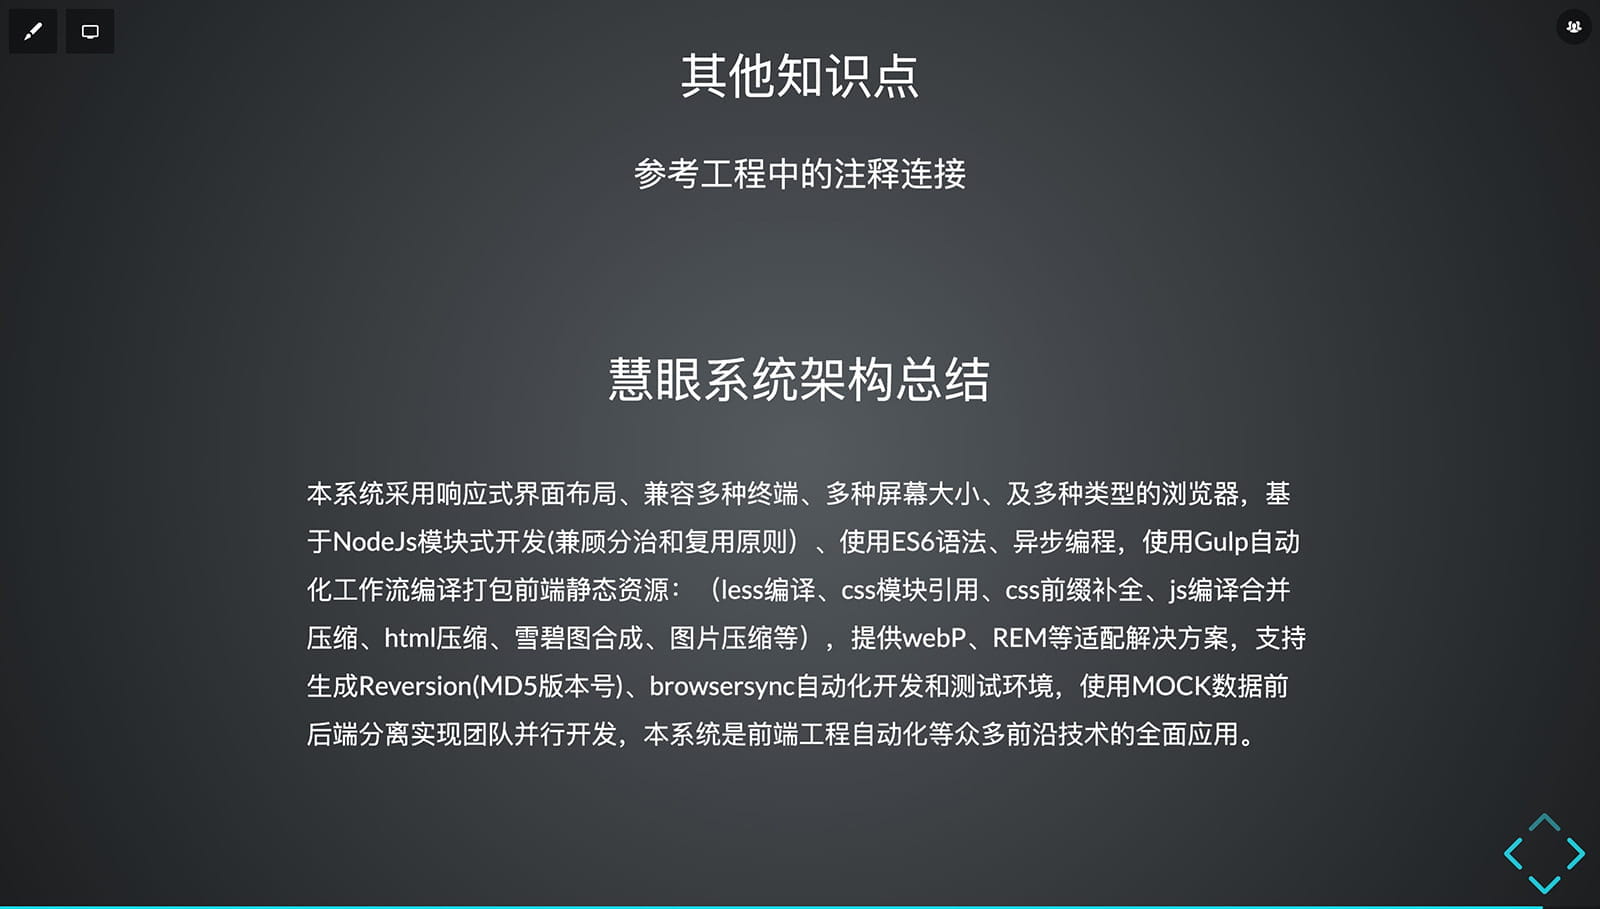 其他知识点
参考工程中的注释连接
慧眼系统架构总结
本系统采用响应式界面布局、兼容多种终端、多种屏幕大小、及多种类型的浏览器，基
于NodeJs模块式开发(兼顾分治和复用原则）、使用ES6语法、异步编程，使用Gulp自动
化工作流编译打包前端静态资源：（less编译、css模块引用、css前缀补全、js编译合并
压缩、html压缩、雪碧图合成、图片压缩等），提供webP、REM等适配解决方案，支持
生成Reversion(MD5版本号)、browsersync自动化开发和测试环境，使用MOCK数据前
后端分离实现团队并行开发，本系统是前端工程自动化等众多前沿技术的全面应用。